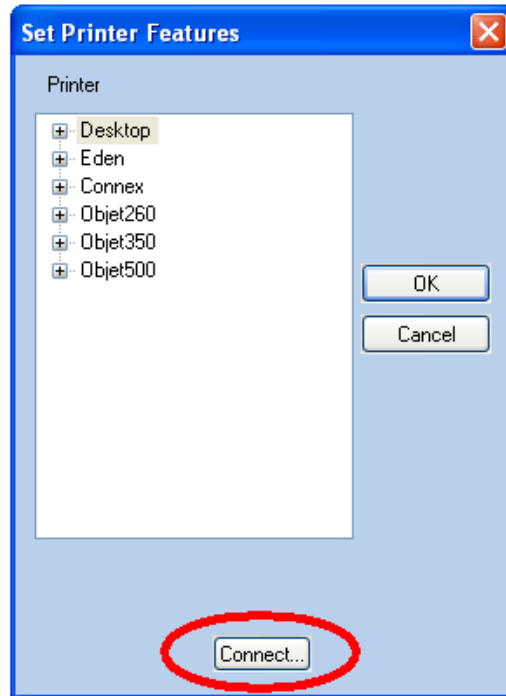 Set Printer Features
Printer
Desktop
Eden
Connex
Objet260
Objet350
Objet500
OK
Cancel
Connect...